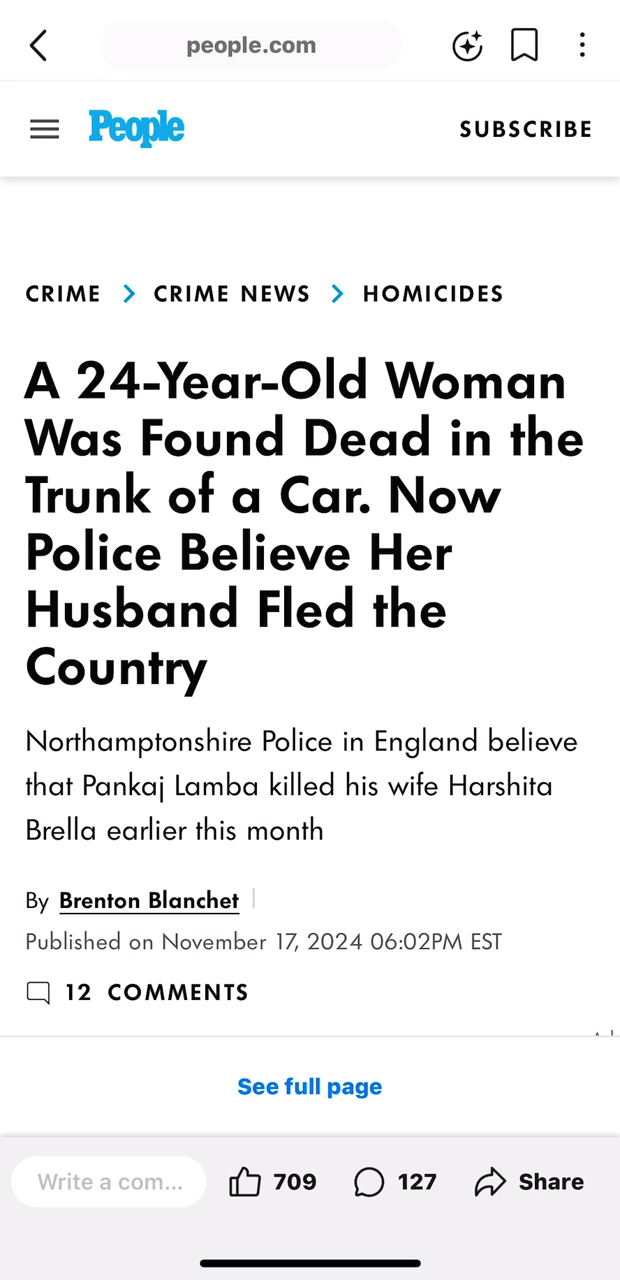 people.com
People
SUBSCRIBE
CRIME > CRIME NEWS > HOMICIDES
A 24-Year-Old Woman
Was Found Dead in the
Trunk of a Car. Now
Police Believe Her
Husband Fled the
Country
Northamptonshire Police in England believe
that Pankaj Lamba killed his wife Harshita
Brella earlier this month
By Brenton Blanchet
Published on November 17, 2024 06:02PM EST
12 COMMENTS
See full page
Write a com...
709
127
Share